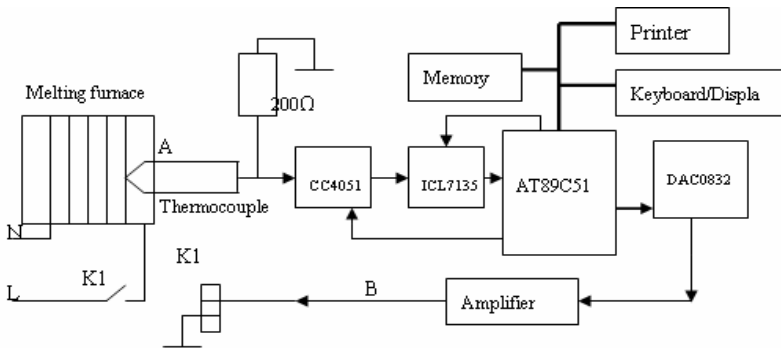 Printer
Memory
Melting furnace
Keyboard/Displa
200Ω
A
CC4051
ICL7135
AT89C51
DAC0832
Thermocouple
N
K1
K1
L
B
Amplifier